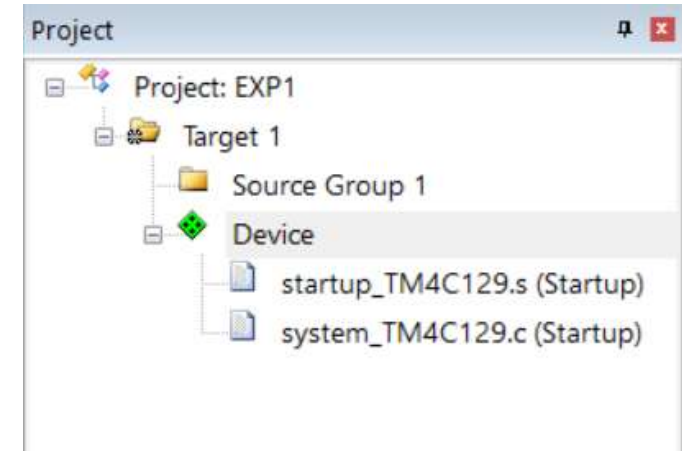 Project
Project: EXP1
Target 1
Source Group 1
Device
startup_TM4C129.s (Startup)
system_TM4C129.c (Startup)